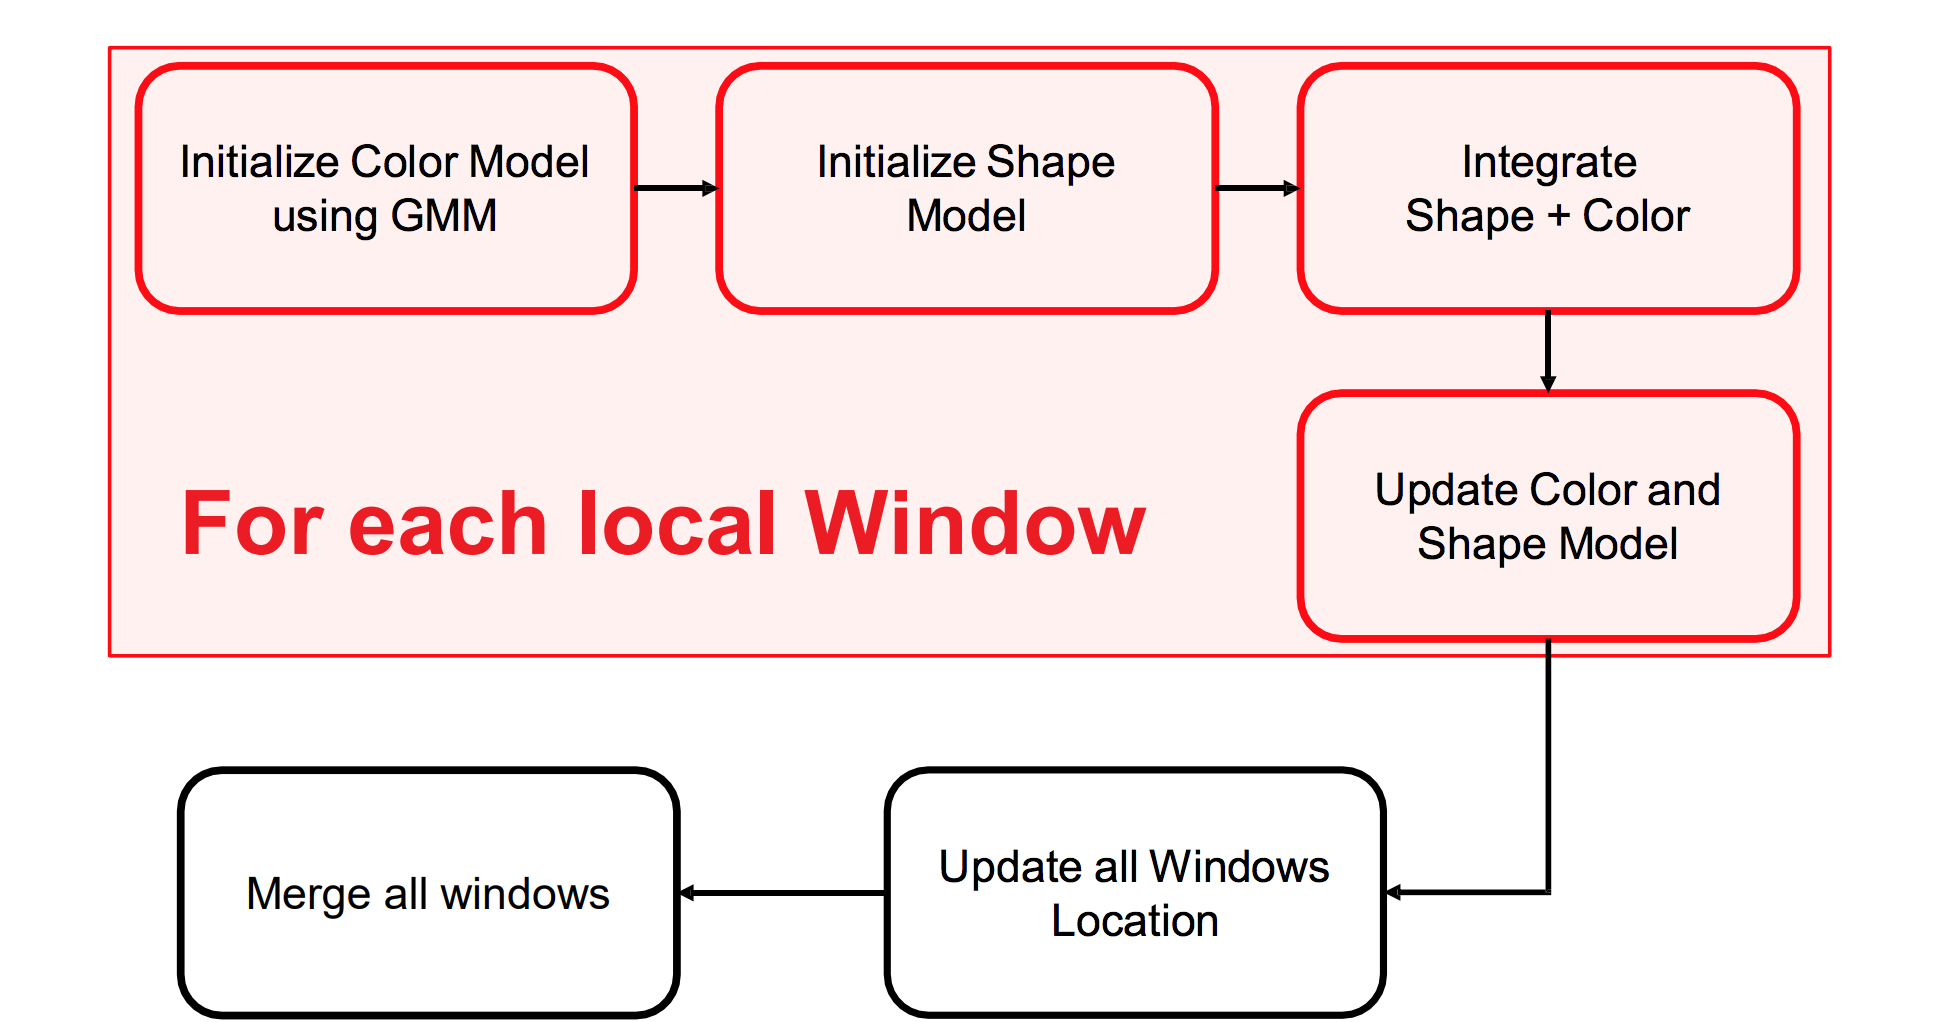 Initialize Color Model
using GMM
Initialize Shape
Model
Integrate
Shape + Color
Update Color and
Shape Model
For each local Window
Update all Windows
Location
Merge all windows